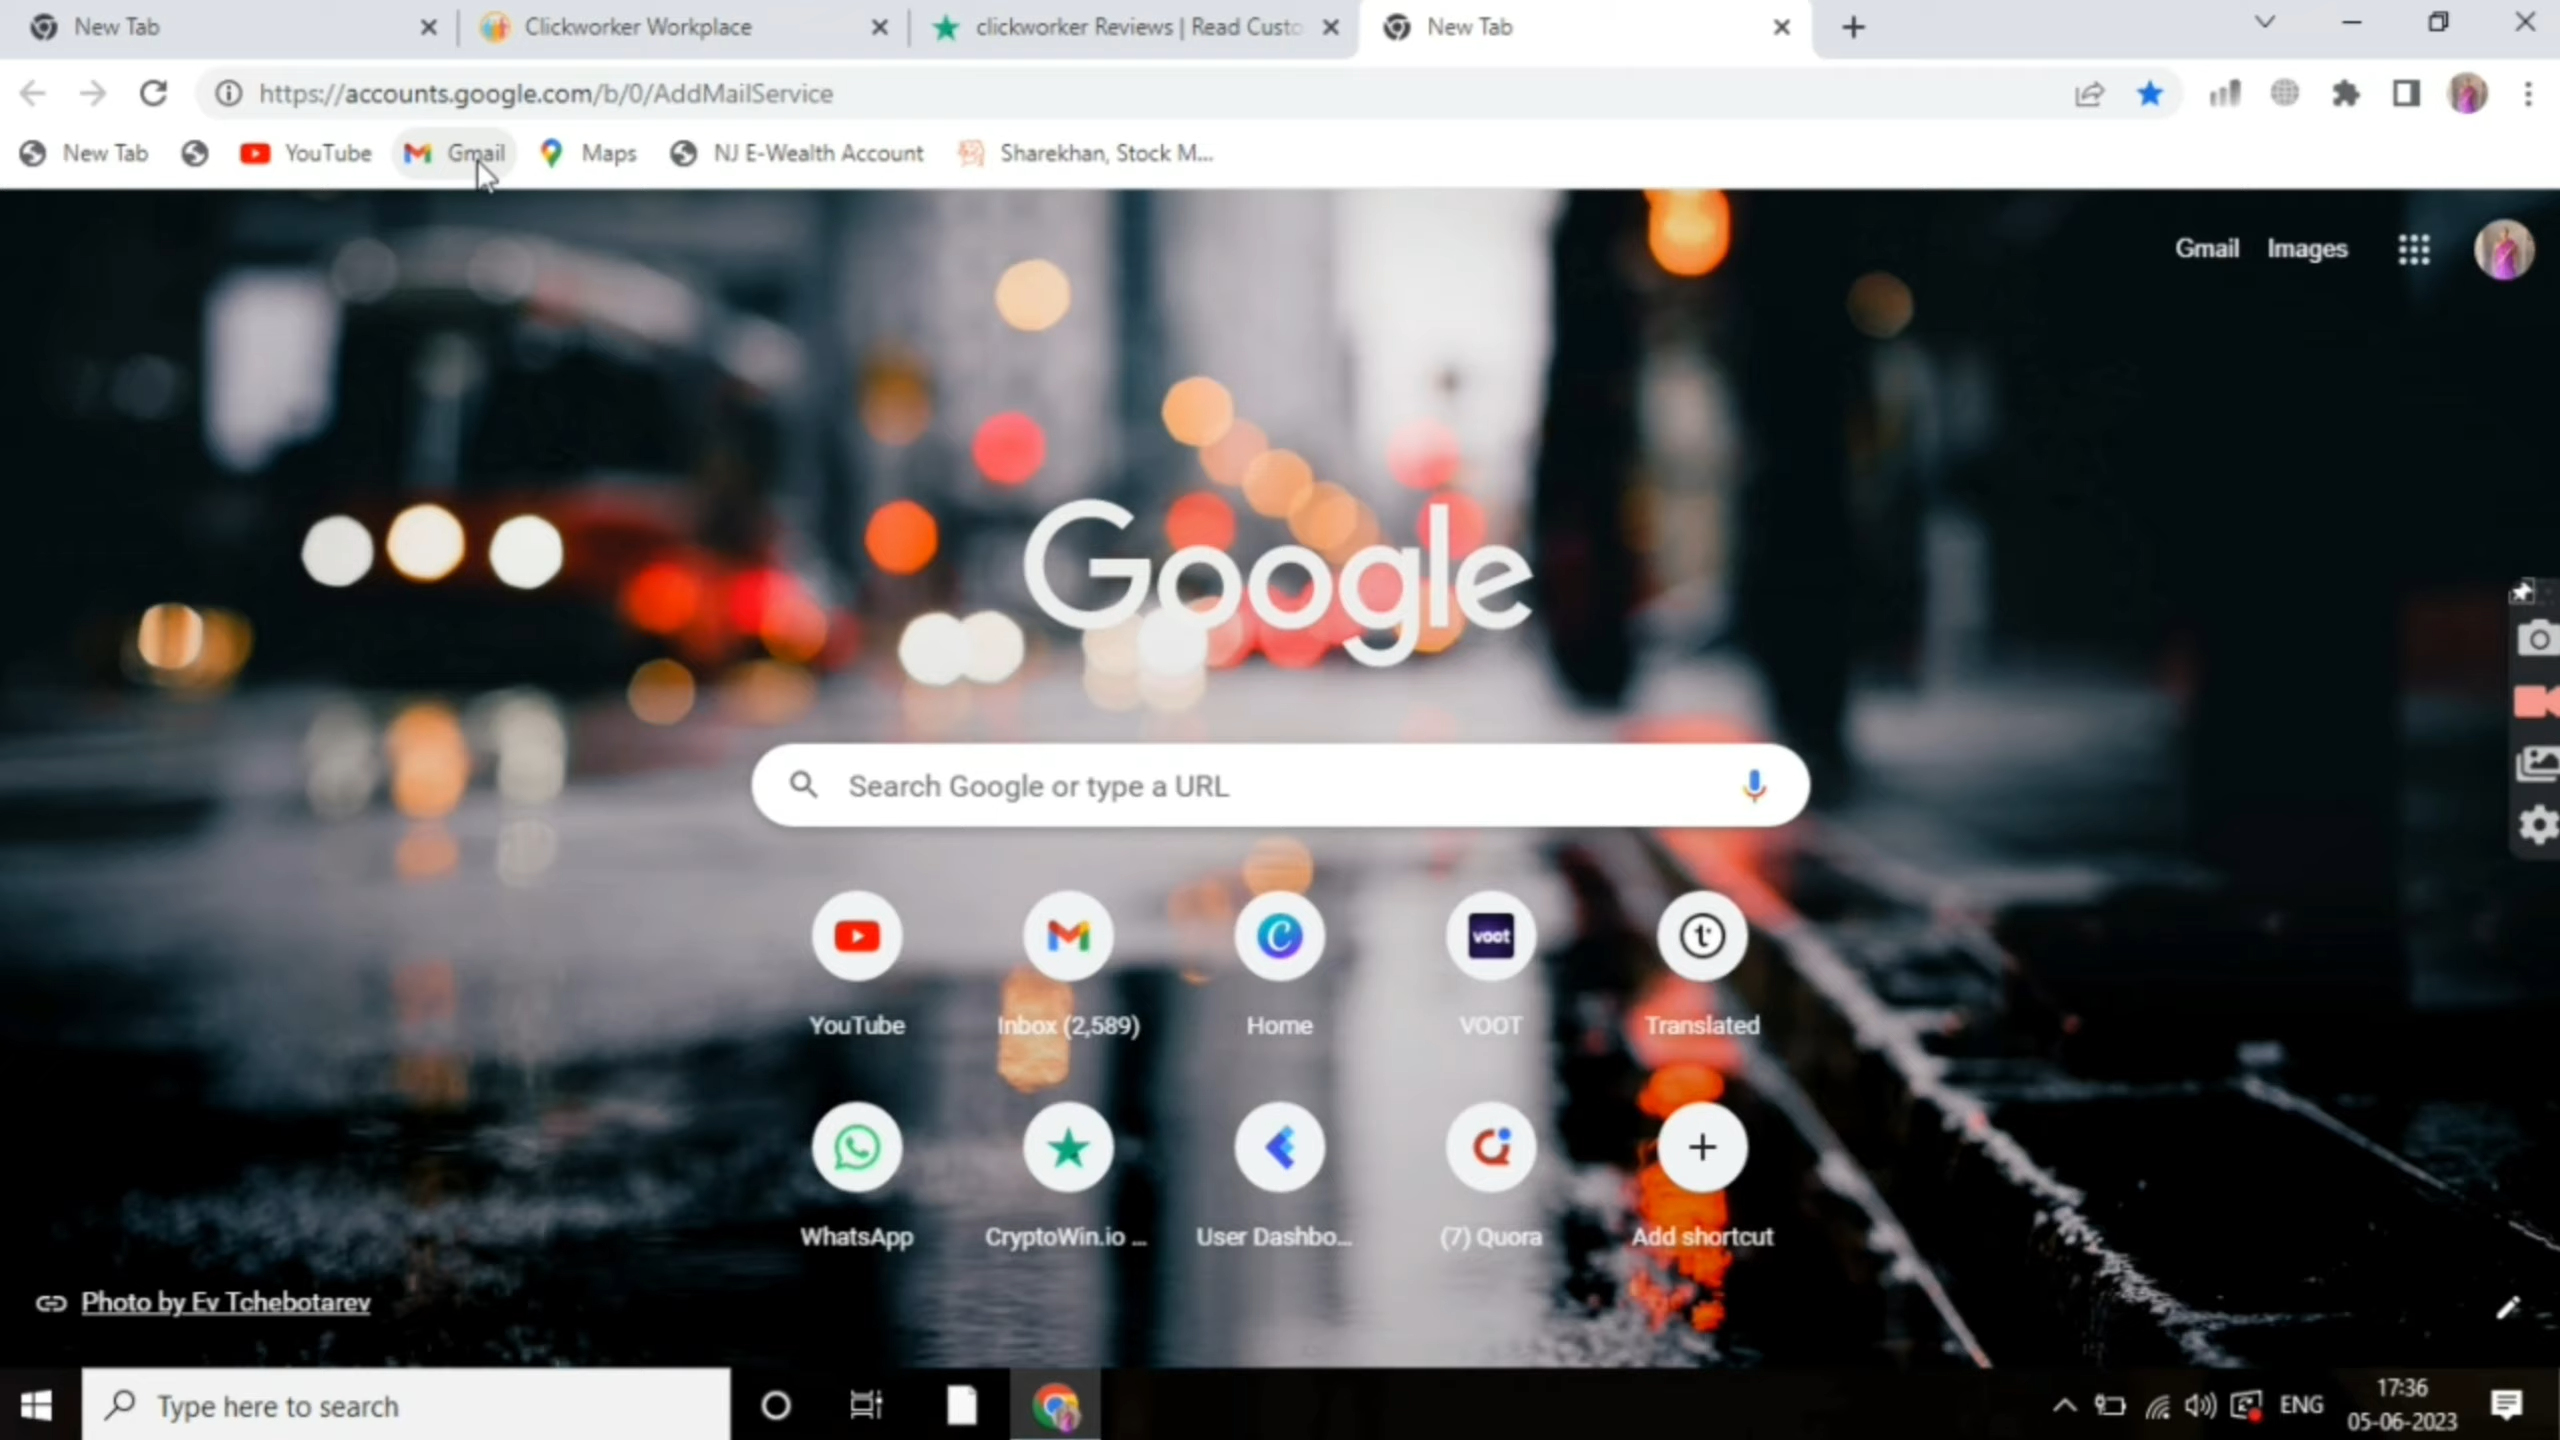 New Tab
Clickworker Workplace
clickworker Reviews | Read Custo
New Tab
https://accounts.google.com/b/0/AddMailService
New Tab
YouTube
Gmail
Maps
NJ E-Wealth Account
Sharekhan, Stock M...
Gmail
Images
Google
Search Google or type a URL
voot
YouTube
Inbox (2,589)
Home
VOOT
Translated
WhatsApp
CryptoWin.io ...
User Dashbo...
(7) Quora
Add shortcut
Photo by Ev Tchebotarev
Type here to search
ENG
17:36
05-06-2023